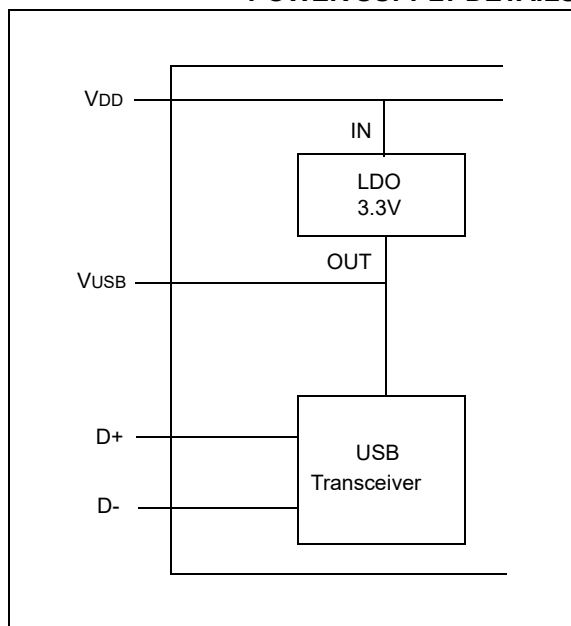 VDD
IN
LDO
3.3V
OUT
VUSB
D+
USB
Transceiver
D-